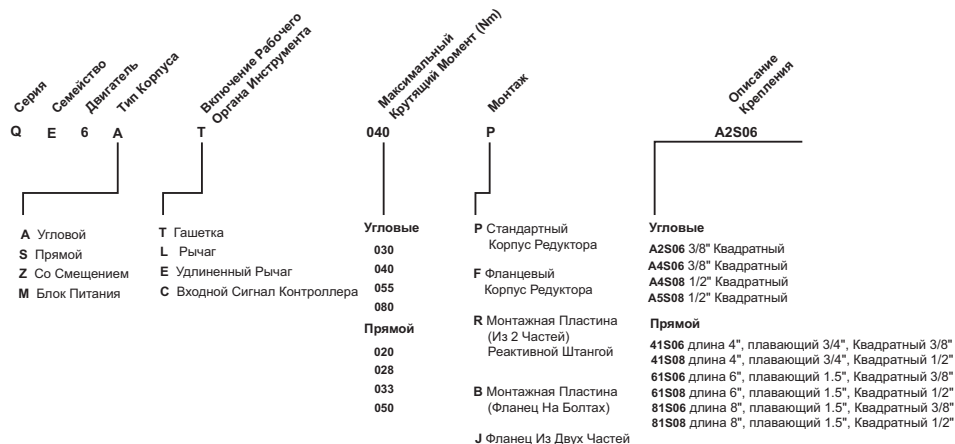 Серия
Семейство
Двигатель
Тип Корпуса
Включение Рабочего
Органа Инструмента
Максимальный
Крутящий Момент (Nm)
Монтаж
Описание
Крепления
Q E 6 A T 040 P A2S06
A Угловой
S Прямой
Z Со Смещением
M Блок Питания
T Гашетка
L Рычаг
E Удлиненный Рычаг
C Входной Сигнал Контроллера
Угловые
030
040
055
080
Прямой
020
028
033
050
P Стандартный
Корпус Редуктора
F Фланцевый
Корпус Редуктора
R Монтажная Пластина
(Из 2 Частей)
Реактивной Штангой
B Монтажная Пластина
(Фланец На Болтах)
J Фланец Из Двух Частей
Угловые
A2S06 3/8" Квадратный
A4S06 3/8" Квадратный
A4S08 1/2" Квадратный
A5S08 1/2" Квадратный
Прямой
41S06 длина 4", плавающий 3/4", Квадратный 3/8"
41S08 длина 4", плавающий 3/4", Квадратный 1/2"
61S06 длина 6", плавающий 1.5", Квадратный 3/8"
61S08 длина 6", плавающий 1.5", Квадратный 1/2"
81S06 длина 8", плавающий 1.5", Квадратный 3/8"
81S08 длина 8", плавающий 1.5", Квадратный 1/2"